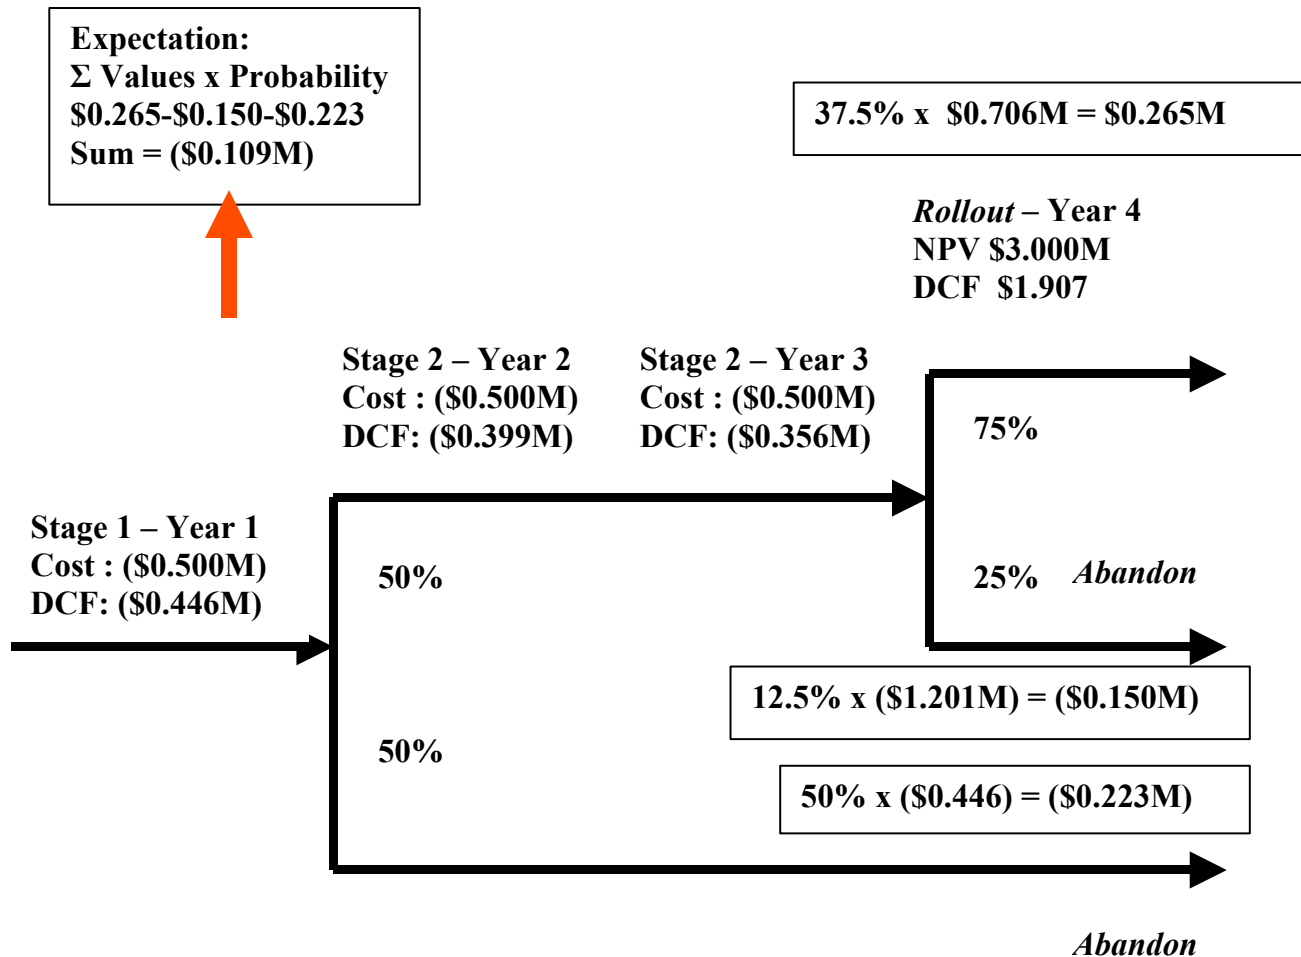 Expectation:
Σ Values x Probability
$0.265-$0.150-$0.223
Sum = ($0.109M)
37.5% x  $0.706M = $0.265M
Rollout – Year 4
NPV $3.000M
DCF  $1.907
Stage 2 – Year 2
Cost : ($0.500M)
DCF: ($0.399M)
Stage 2 – Year 3
Cost : ($0.500M)
DCF: ($0.356M)
75%
Stage 1 – Year 1
Cost : ($0.500M)
DCF: ($0.446M)
50%
25%
Abandon
12.5% x ($1.201M) = ($0.150M)
50%
50% x ($0.446) = ($0.223M)
Abandon